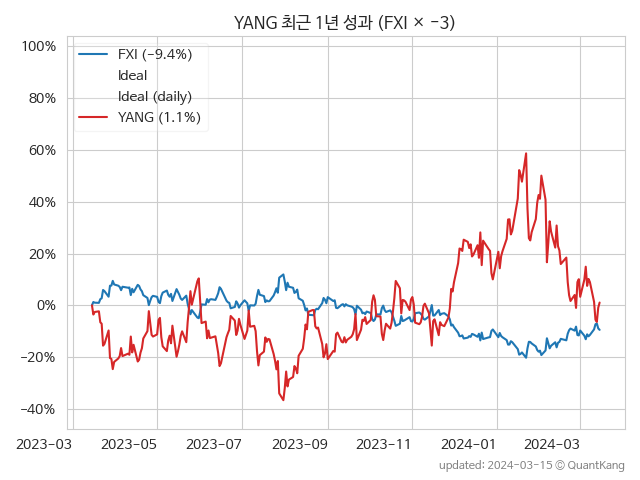 YANG 최근 1년 성과 (FXI × -3)
100%
80%
60%
40%
20%
0%
-20%
-40%
FXI (-9.4%)
Ideal
Ideal (daily)
YANG (1.1%)
2023-03 2023-05 2023-07 2023-09 2023-11 2024-01 2024-03
updated: 2024-03-15 © QuantKang